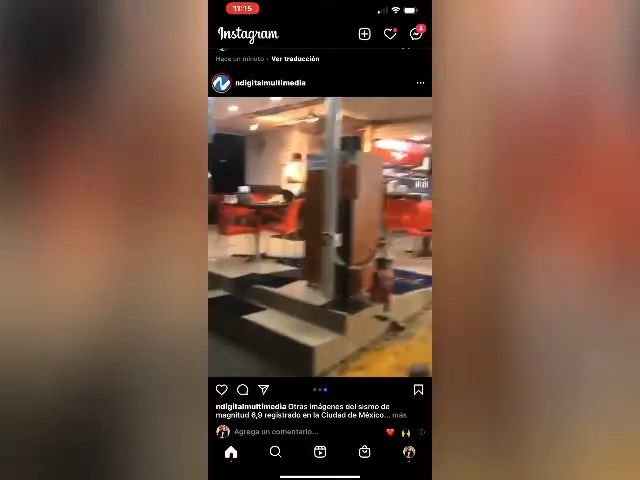 11:15
Instagram
4
Hace un minuto · Ver traducción
ndigitalmultimedia
ndigitalmultimedia Otras imágenes del sismo de
magnitud 6,9 registrado en la Ciudad de México... más
Agrega un comentario...